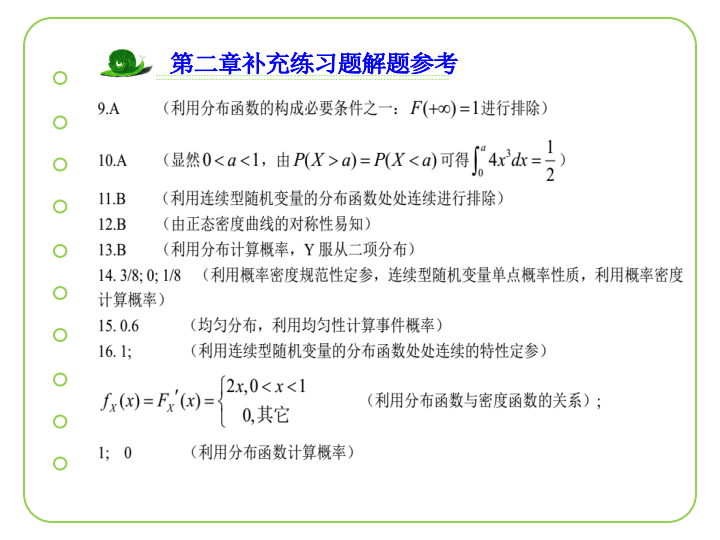 第二章补充练习题解题参考
9.A （利用分布函数的构成必要条件之一：F(+∞)=1进行排除）
10.A （显然0<a<1，由P(X>a)=P(X<a)可得∫₀ᵃ4x³dx=1/2）
11.B （利用连续型随机变量的分布函数处处连续进行排除）
12.B （由正态密度曲线的对称性易知）
13.B （利用分布计算概率，Y 服从二项分布）
14. 3/8; 0; 1/8 （利用概率密度规范性定参，连续型随机变量单点概率性质，利用概率密度
计算概率）
15. 0.6 （均匀分布，利用均匀性计算事件概率）
16. 1; （利用连续型随机变量的分布函数处处连续的特性定参）
f_X(x)=F_X′(x)={2x,0<x<1
0,其它 （利用分布函数与密度函数的关系）;
1; 0 （利用分布函数计算概率）